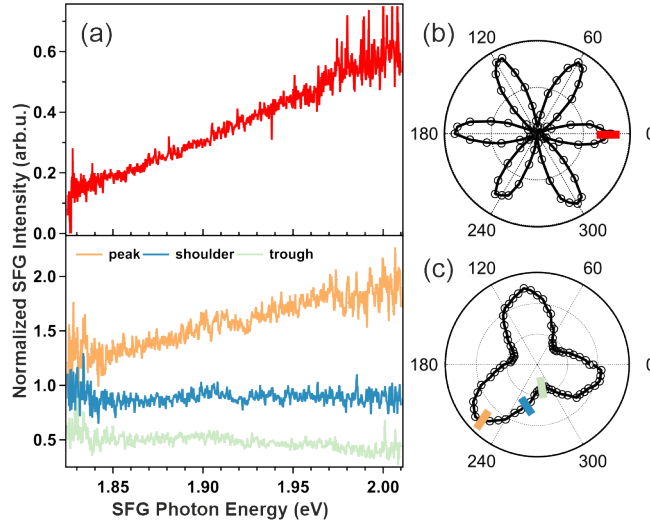 (a)
Normalized SFG Intensity (arb.u.)
0.6
0.4
0.2
0.0
peak shoulder trough
2.0
1.5
1.0
0.5
1.85 1.90 1.95 2.00
SFG Photon Energy (eV)
(b)
120 60
180 0
240 300
(c)
120 60
180 0
240 300